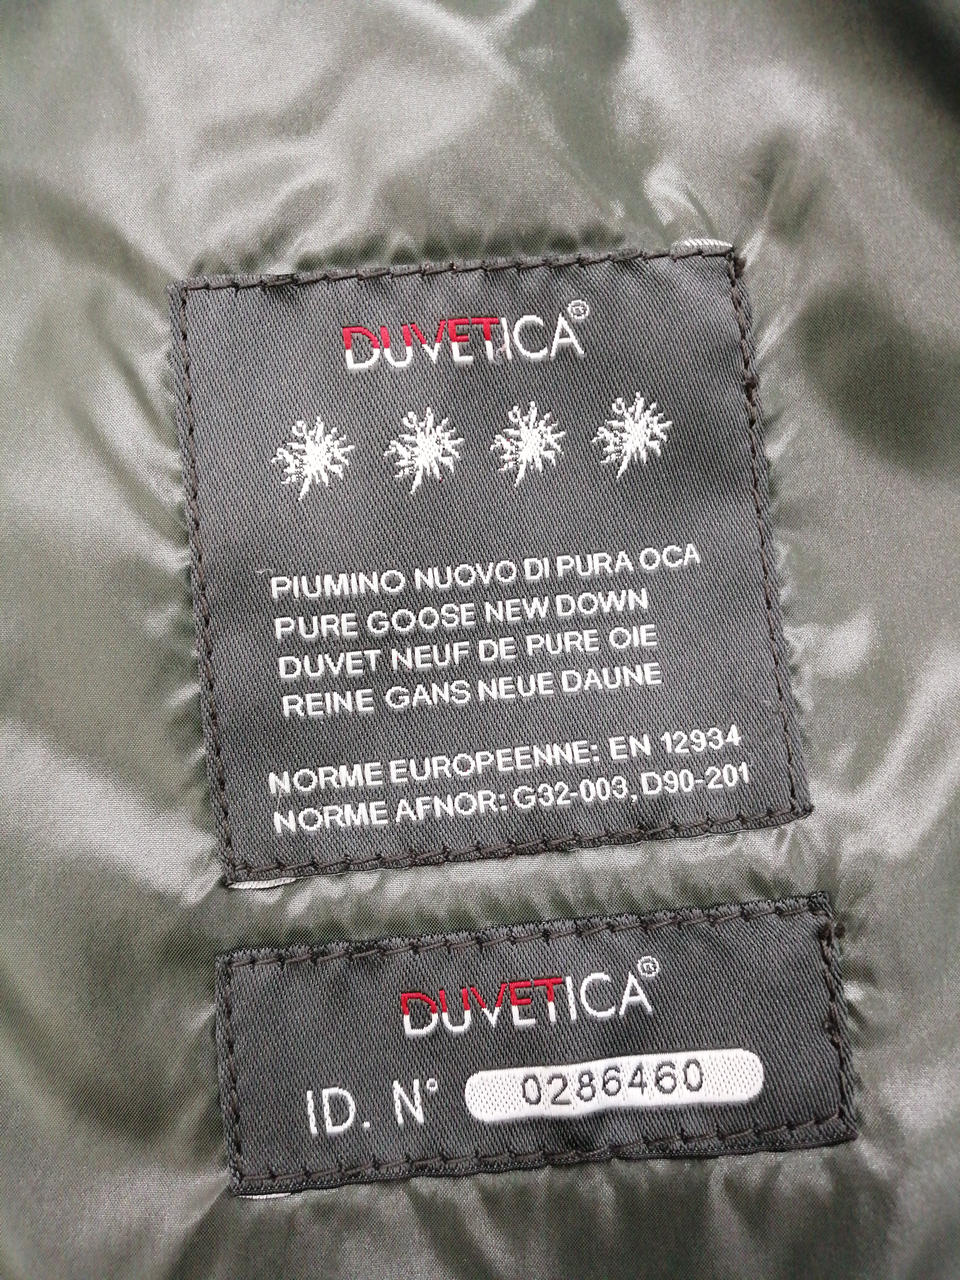 DUVETICA®
PIUMINO NUOVO DI PURA OCA
PURE GOOSE NEW DOWN
DUVET NEUF DE PURE OIE
REINE GANS NEUE DAUNE
NORME EUROPEENNE: EN 12934
NORME AFNOR: G32-003, D90-201
DUVETICA®
ID. N° 0286460